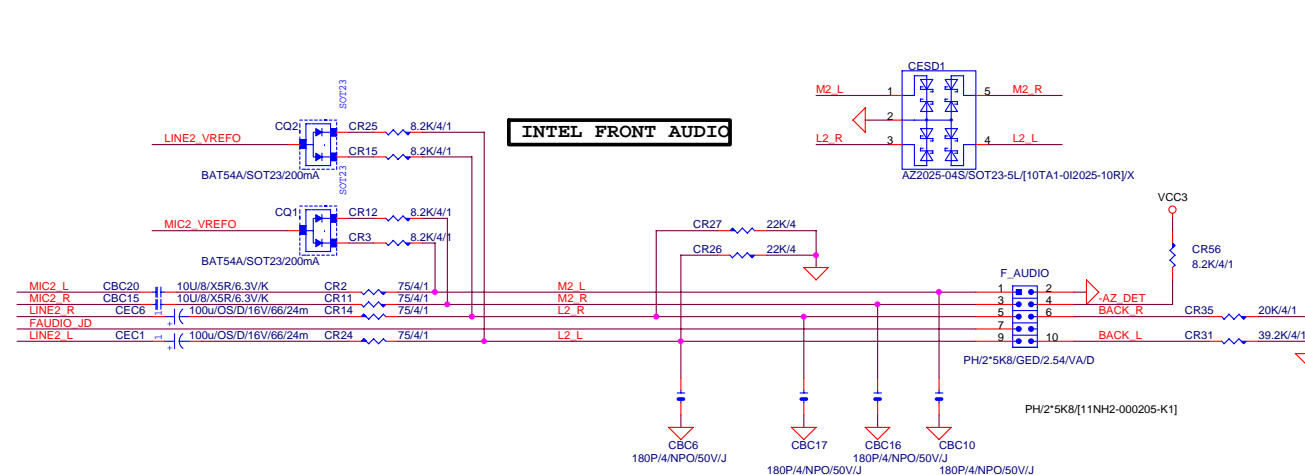 CESD1
M2_L 1 5 M2_R
2
L2_R 3 4 L2_L
AZ2025-04S/SOT23-5L/[10TA1-0I2025-10R]/X
INTEL FRONT AUDIO
SOT23
CQ2 CR25 8.2K/4/1
LINE2_VREFO
CR15 8.2K/4/1
BAT54A/SOT23/200mA
SOT23
CQ1 CR12 8.2K/4/1
MIC2_VREFO
CR3 8.2K/4/1
BAT54A/SOT23/200mA
CR27 22K/4
CR26 22K/4
VCC3
CR56
8.2K/4/1
F_AUDIO
MIC2_L CBC20 10U/8/X5R/6.3V/K CR2 75/4/1 M2_L 1 2
MIC2_R CBC15 10U/8/X5R/6.3V/K CR11 75/4/1 M2_R 3 4 -AZ_DET
LINE2_R CEC6 1 + 100u/OS/D/16V/66/24m CR14 75/4/1 L2_R 5 6 BACK_R CR35 20K/4/1
FAUDIO_JD 7
LINE2_L CEC1 1 + 100u/OS/D/16V/66/24m CR24 75/4/1 L2_L 9 10 BACK_L CR31 39.2K/4/1
PH/2*5K8/GED/2.54/VA/D
PH/2*5K8/[11NH2-000205-K1]
CBC6 CBC17 CBC16 CBC10
180P/4/NPO/50V/J 180P/4/NPO/50V/J
180P/4/NPO/50V/J 180P/4/NPO/50V/J